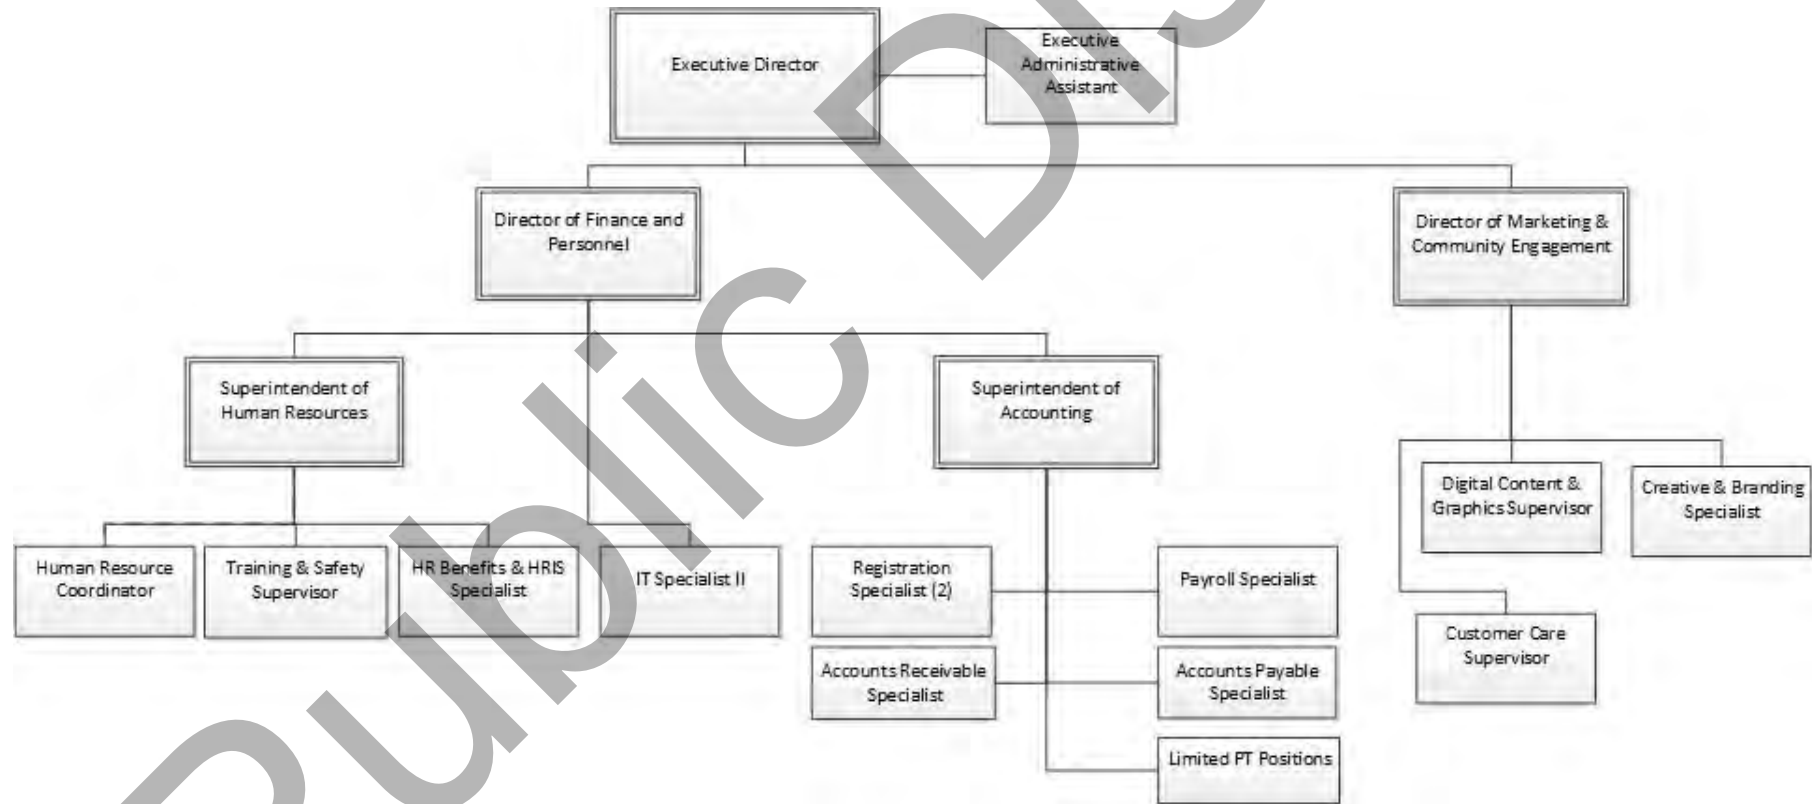 Executive Director
Executive
Administrative
Assistant
Director of Finance and
Personnel
Director of Marketing &
Community Engagement
Superintendent of
Human Resources
Superintendent of
Accounting
Digital Content &
Graphics Supervisor
Creative & Branding
Specialist
Human Resource
Coordinator
Training & Safety
Supervisor
HR Benefits & HRIS
Specialist
IT Specialist II
Registration
Specialist (2)
Payroll Specialist
Customer Care
Supervisor
Accounts Receivable
Specialist
Accounts Payable
Specialist
Limited PT Positions
Public